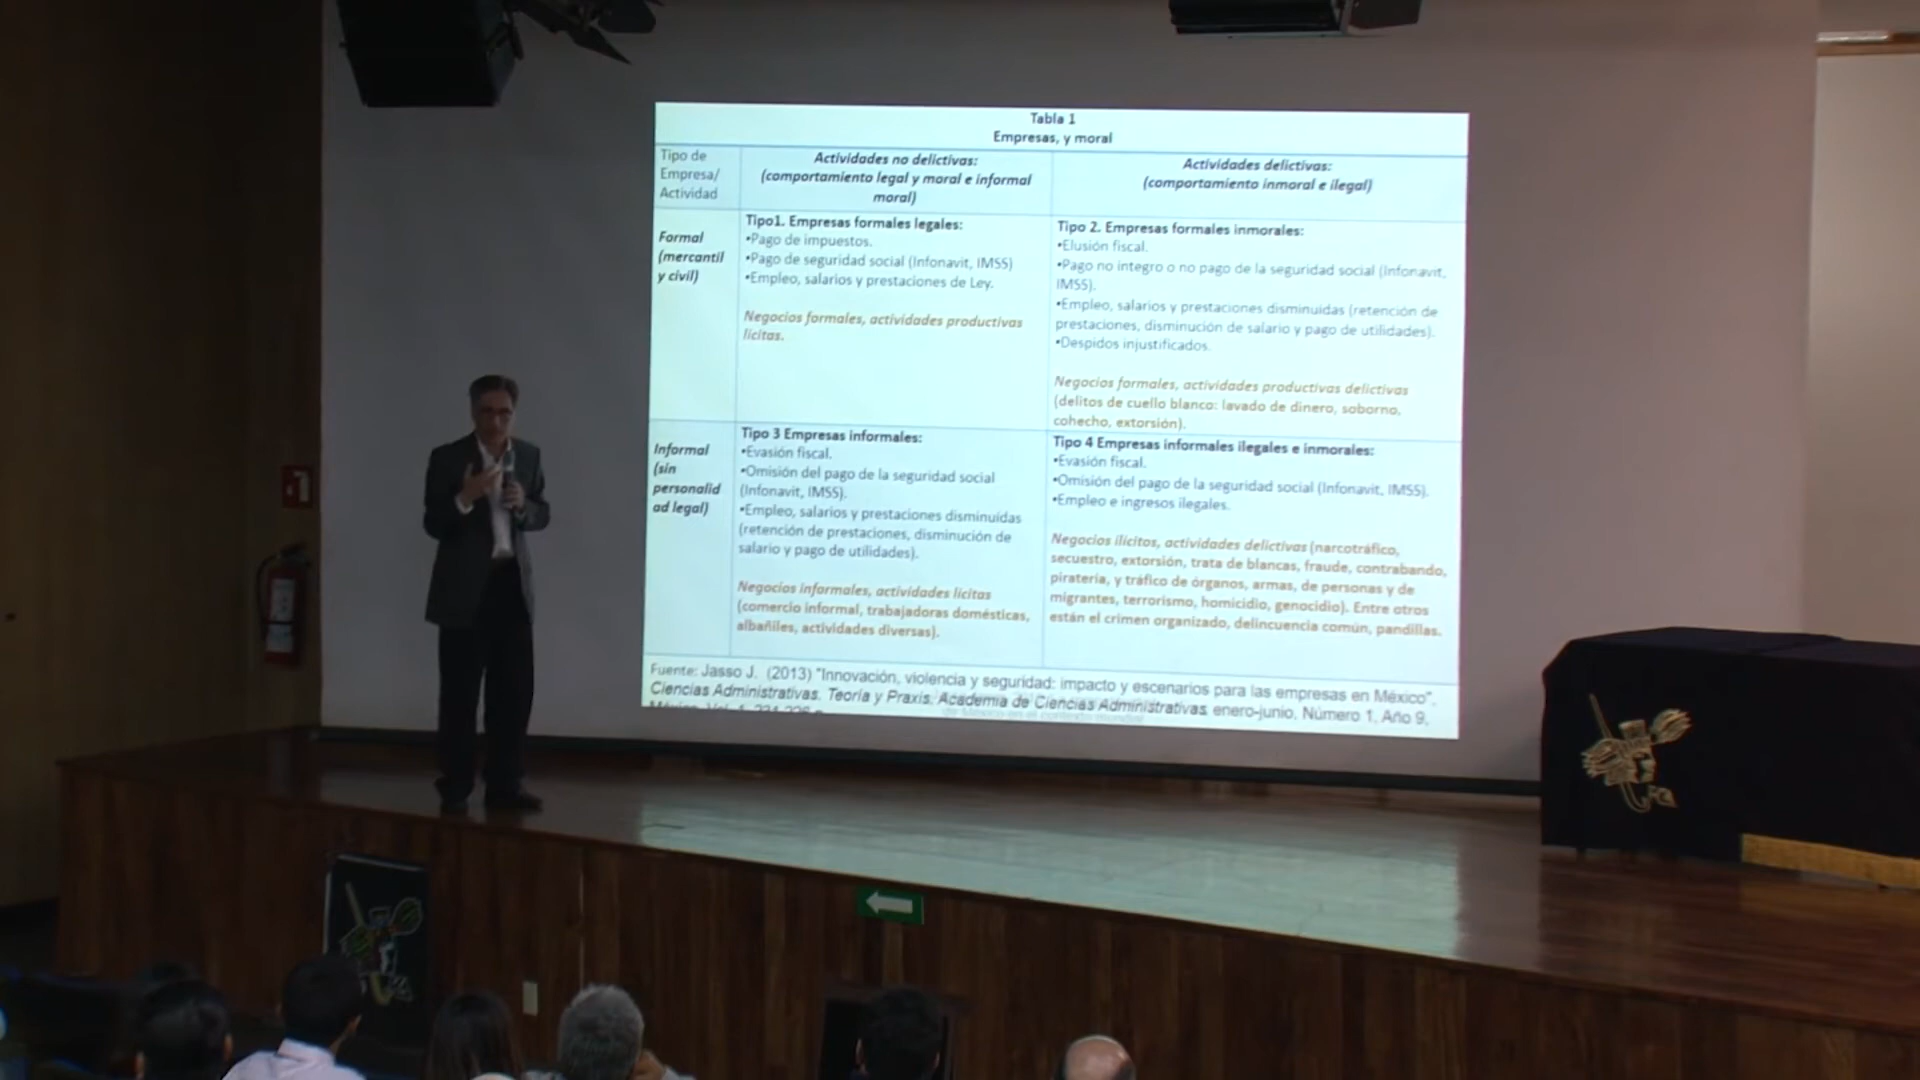 Tabla 1
Empresas, y moral
Tipo de
Empresa/
Actividad
Actividades no delictivas:
(comportamiento legal y moral e informal
moral)
Actividades delictivas:
(comportamiento inmoral e ilegal)
Formal
(mercantil
y civil)
Tipo1. Empresas formales legales:
•Pago de impuestos.
•Pago de seguridad social (Infonavit, IMSS)
•Empleo, salarios y prestaciones de Ley.
Negocios formales, actividades productivas
lícitas.
Tipo 2. Empresas formales inmorales:
•Elusión fiscal.
•Pago no integro o no pago de la seguridad social (Infonavit,
IMSS).
•Empleo, salarios y prestaciones disminuidas (retención de
prestaciones, disminución de salario y pago de utilidades).
•Despidos injustificados.
Negocios formales, actividades productivas delictivas
(delitos de cuello blanco: lavado de dinero, soborno,
cohecho, extorsión).
Informal
(sin
personalid
ad legal)
Tipo 3 Empresas informales:
•Evasión fiscal.
•Omisión del pago de la seguridad social
(Infonavit, IMSS).
•Empleo, salarios y prestaciones disminuidas
(retención de prestaciones, disminución de
salario y pago de utilidades).
Negocios informales, actividades lícitas
(comercio informal, trabajadoras domésticas,
albañiles, actividades diversas).
Tipo 4 Empresas informales ilegales e inmorales:
•Evasión fiscal.
•Omisión del pago de la seguridad social (Infonavit, IMSS).
•Empleo e ingresos ilegales.
Negocios ilícitos, actividades delictivas (narcotráfico,
secuestro, extorsión, trata de blancas, fraude, contrabando,
piratería, y tráfico de órganos, armas, de personas y de
migrantes, terrorismo, homicidio, genocidio). Entre otros
están el crimen organizado, delincuencia común, pandillas.
Fuente: Jasso J. (2013) "Innovación, violencia y seguridad: impacto y escenarios para las empresas en México",
Ciencias Administrativas. Teoría y Praxis, Academia de Ciencias Administrativas enero-junio, Número 1, Año 9,